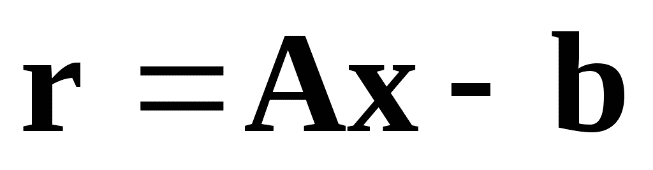 r = Ax - b